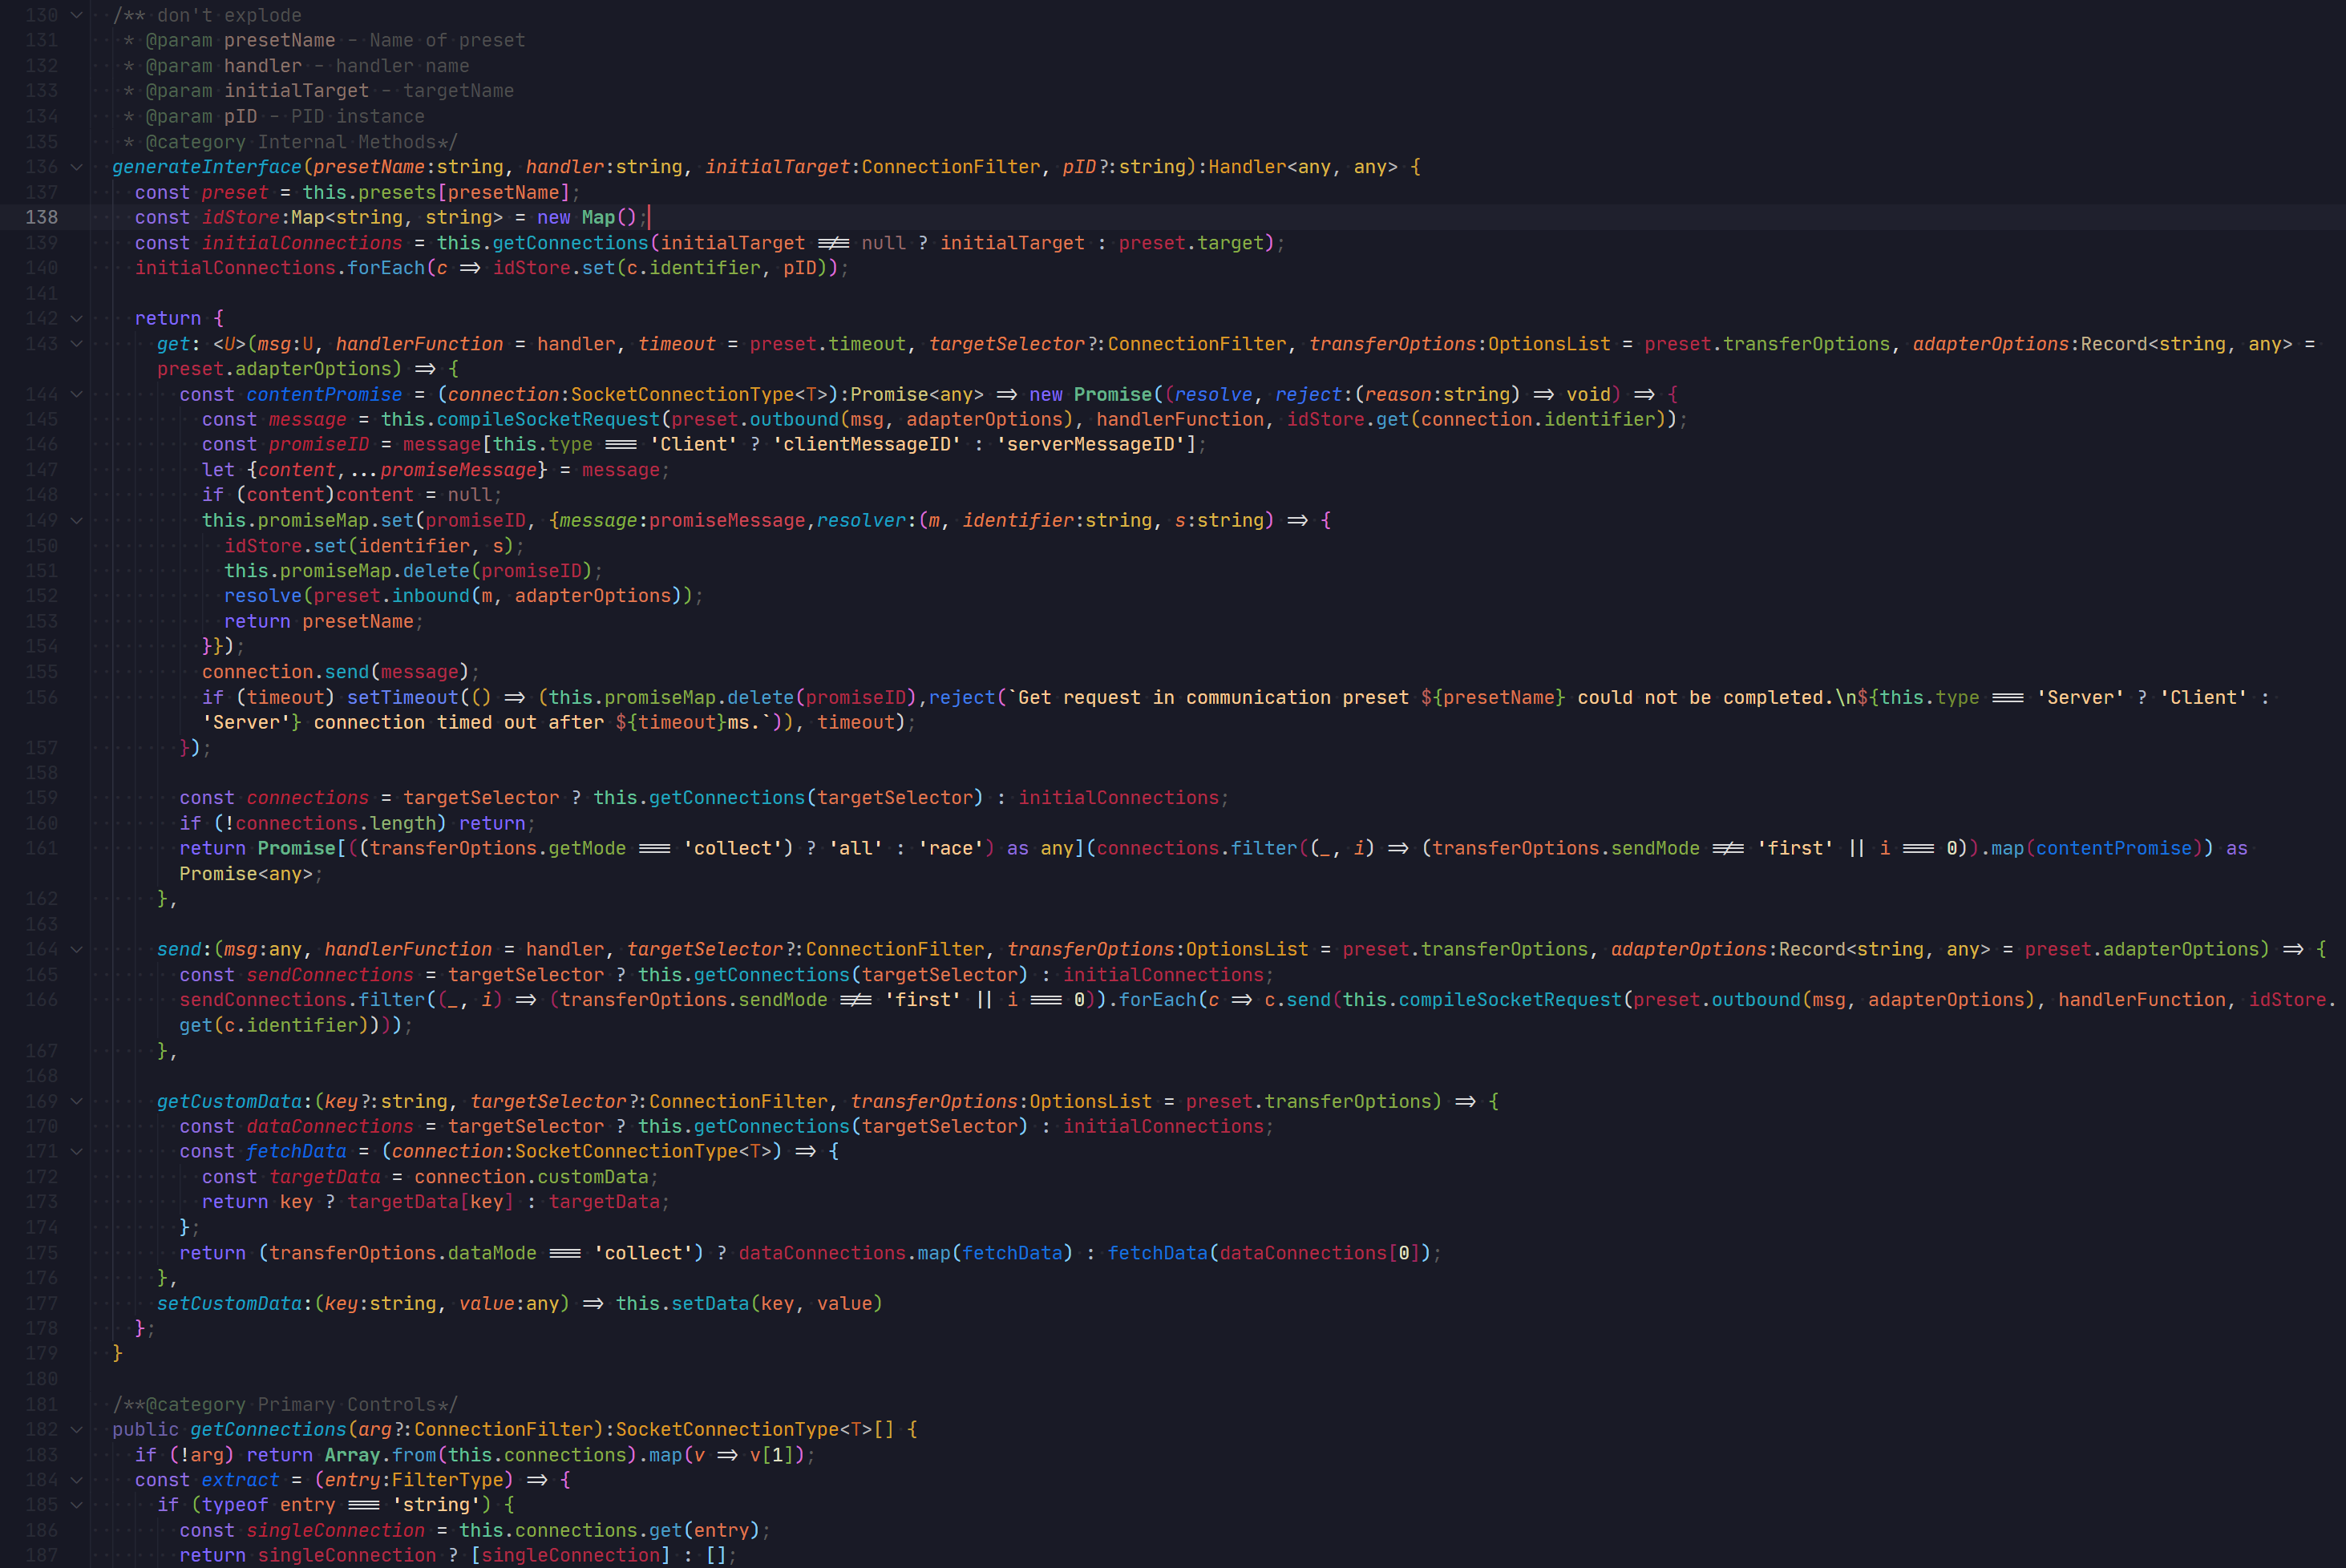 130 /** don't explode
131 * @param presetName - Name of preset
132 * @param handler - handler name
133 * @param initialTarget - targetName
134 * @param pID - PID instance
135 * @category Internal Methods*/
136 generateInterface(presetName:string, handler:string, initialTarget:ConnectionFilter, pID?:string):Handler<any, any> {
137 const preset = this.presets[presetName];
138 const idStore:Map<string, string> = new Map();
139 const initialConnections = this.getConnections(initialTarget !== null ? initialTarget : preset.target);
140 initialConnections.forEach(c => idStore.set(c.identifier, pID));
141
142 return {
143 get: <U>(msg:U, handlerFunction = handler, timeout = preset.timeout, targetSelector?:ConnectionFilter, transferOptions:OptionsList = preset.transferOptions, adapterOptions:Record<string, any> =
preset.adapterOptions) => {
144 const contentPromise = (connection:SocketConnectionType<T>):Promise<any> => new Promise((resolve, reject:(reason:string) => void) => {
145 const message = this.compileSocketRequest(preset.outbound(msg, adapterOptions), handlerFunction, idStore.get(connection.identifier));
146 const promiseID = message[this.type === 'Client' ? 'clientMessageID' : 'serverMessageID'];
147 let {content,...promiseMessage} = message;
148 if (content)content = null;
149 this.promiseMap.set(promiseID, {message:promiseMessage,resolver:(m, identifier:string, s:string) => {
150 idStore.set(identifier, s);
151 this.promiseMap.delete(promiseID);
152 resolve(preset.inbound(m, adapterOptions));
153 return presetName;
154 }});
155 connection.send(message);
156 if (timeout) setTimeout(() => (this.promiseMap.delete(promiseID),reject(`Get request in communication preset ${presetName} could not be completed.\n${this.type === 'Server' ? 'Client' :
'Server'} connection timed out after ${timeout}ms.`)), timeout);
157 });
158
159 const connections = targetSelector ? this.getConnections(targetSelector) : initialConnections;
160 if (!connections.length) return;
161 return Promise[((transferOptions.getMode === 'collect') ? 'all' : 'race') as any](connections.filter((_, i) => (transferOptions.sendMode !== 'first' || i === 0)).map(contentPromise)) as
Promise<any>;
162 },
163
164 send:(msg:any, handlerFunction = handler, targetSelector?:ConnectionFilter, transferOptions:OptionsList = preset.transferOptions, adapterOptions:Record<string, any> = preset.adapterOptions) => {
165 const sendConnections = targetSelector ? this.getConnections(targetSelector) : initialConnections;
166 sendConnections.filter((_, i) => (transferOptions.sendMode !== 'first' || i === 0)).forEach(c => c.send(this.compileSocketRequest(preset.outbound(msg, adapterOptions), handlerFunction, idStore.
get(c.identifier))));
167 },
168
169 getCustomData:(key?:string, targetSelector?:ConnectionFilter, transferOptions:OptionsList = preset.transferOptions) => {
170 const dataConnections = targetSelector ? this.getConnections(targetSelector) : initialConnections;
171 const fetchData = (connection:SocketConnectionType<T>) => {
172 const targetData = connection.customData;
173 return key ? targetData[key] : targetData;
174 };
175 return (transferOptions.dataMode === 'collect') ? dataConnections.map(fetchData) : fetchData(dataConnections[0]);
176 },
177 setCustomData:(key:string, value:any) => this.setData(key, value)
178 };
179 }
180
181 /**@category Primary Controls*/
182 public getConnections(arg?:ConnectionFilter):SocketConnectionType<T>[] {
183 if (!arg) return Array.from(this.connections).map(v => v[1]);
184 const extract = (entry:FilterType) => {
185 if (typeof entry === 'string') {
186 const singleConnection = this.connections.get(entry);
187 return singleConnection ? [singleConnection] : [];